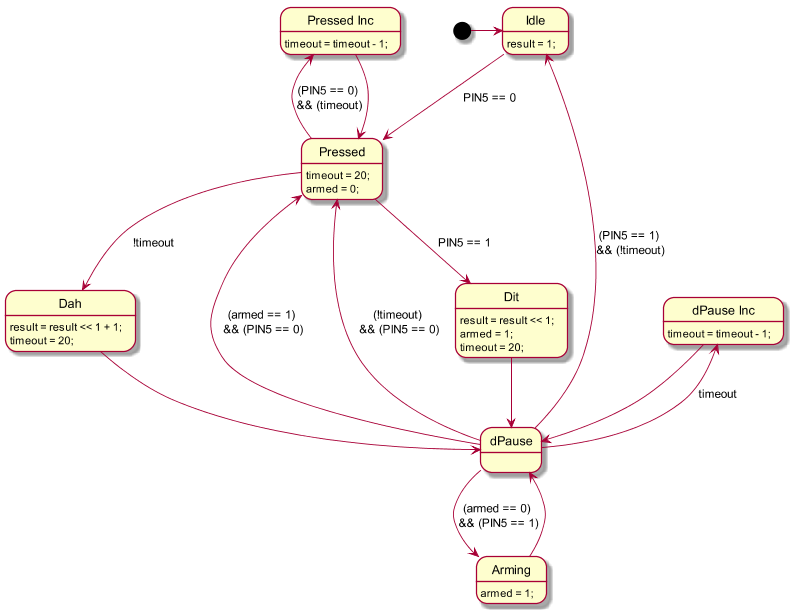 Pressed Inc
timeout = timeout - 1;
Idle
result = 1;
(PIN5 == 0)
&& (timeout)
PIN5 == 0
Pressed
timeout = 20;
armed = 0;
!timeout
PIN5 == 1
(PIN5 == 1)
&& (!timeout)
Dah
result = result << 1 + 1;
timeout = 20;
(armed == 1)
&& (PIN5 == 0)
(!timeout)
&& (PIN5 == 0)
Dit
result = result << 1;
armed = 1;
timeout = 20;
dPause Inc
timeout = timeout - 1;
timeout
dPause
(armed == 0)
&& (PIN5 == 1)
Arming
armed = 1;